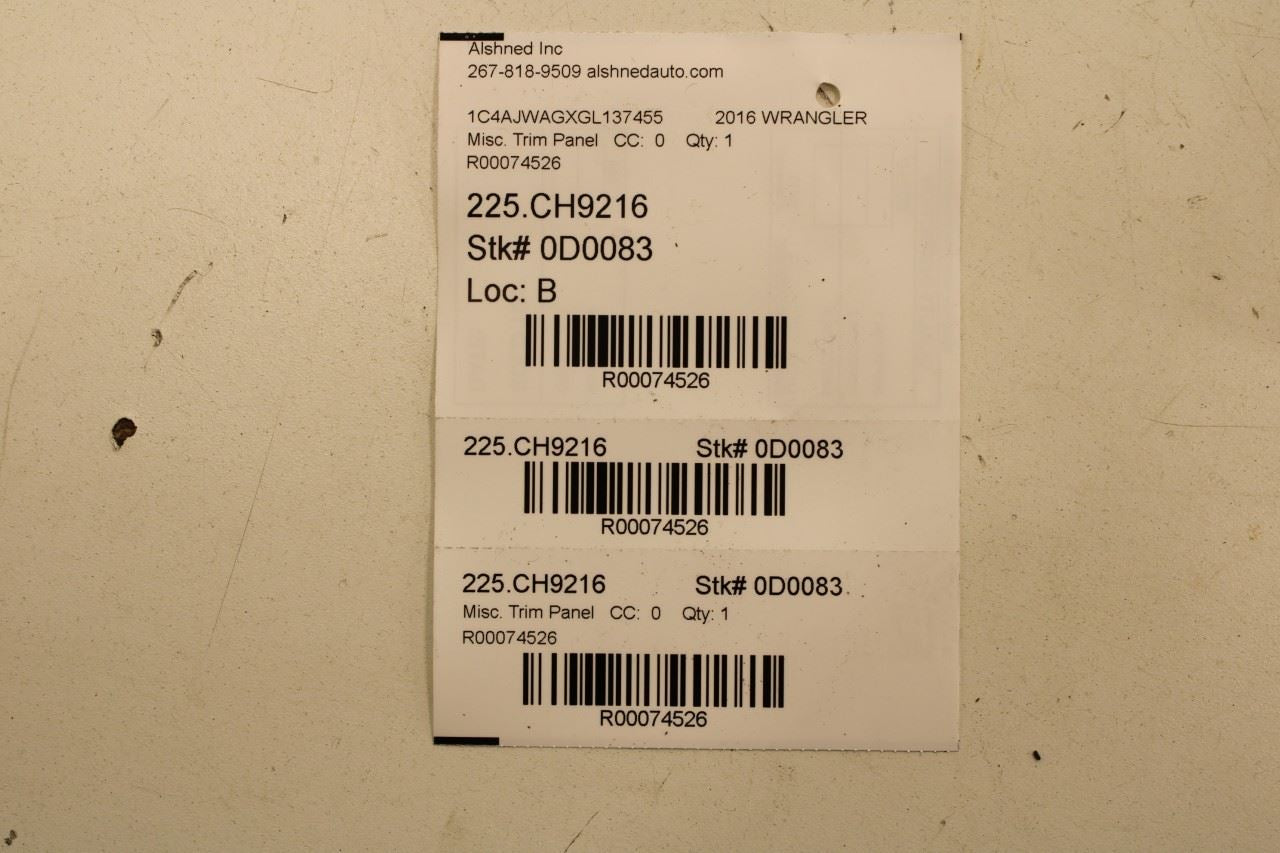 Alshned Inc
267-818-9509 alshnedauto.com
1C4AJWAGXGL137455 2016 WRANGLER
Misc. Trim Panel CC: 0 Qty: 1
R00074526
225.CH9216
Stk# 0D0083
Loc: B
R00074526
225.CH9216 Stk# 0D0083
R00074526
225.CH9216 Stk# 0D0083
Misc. Trim Panel CC: 0 Qty: 1
R00074526
R00074526